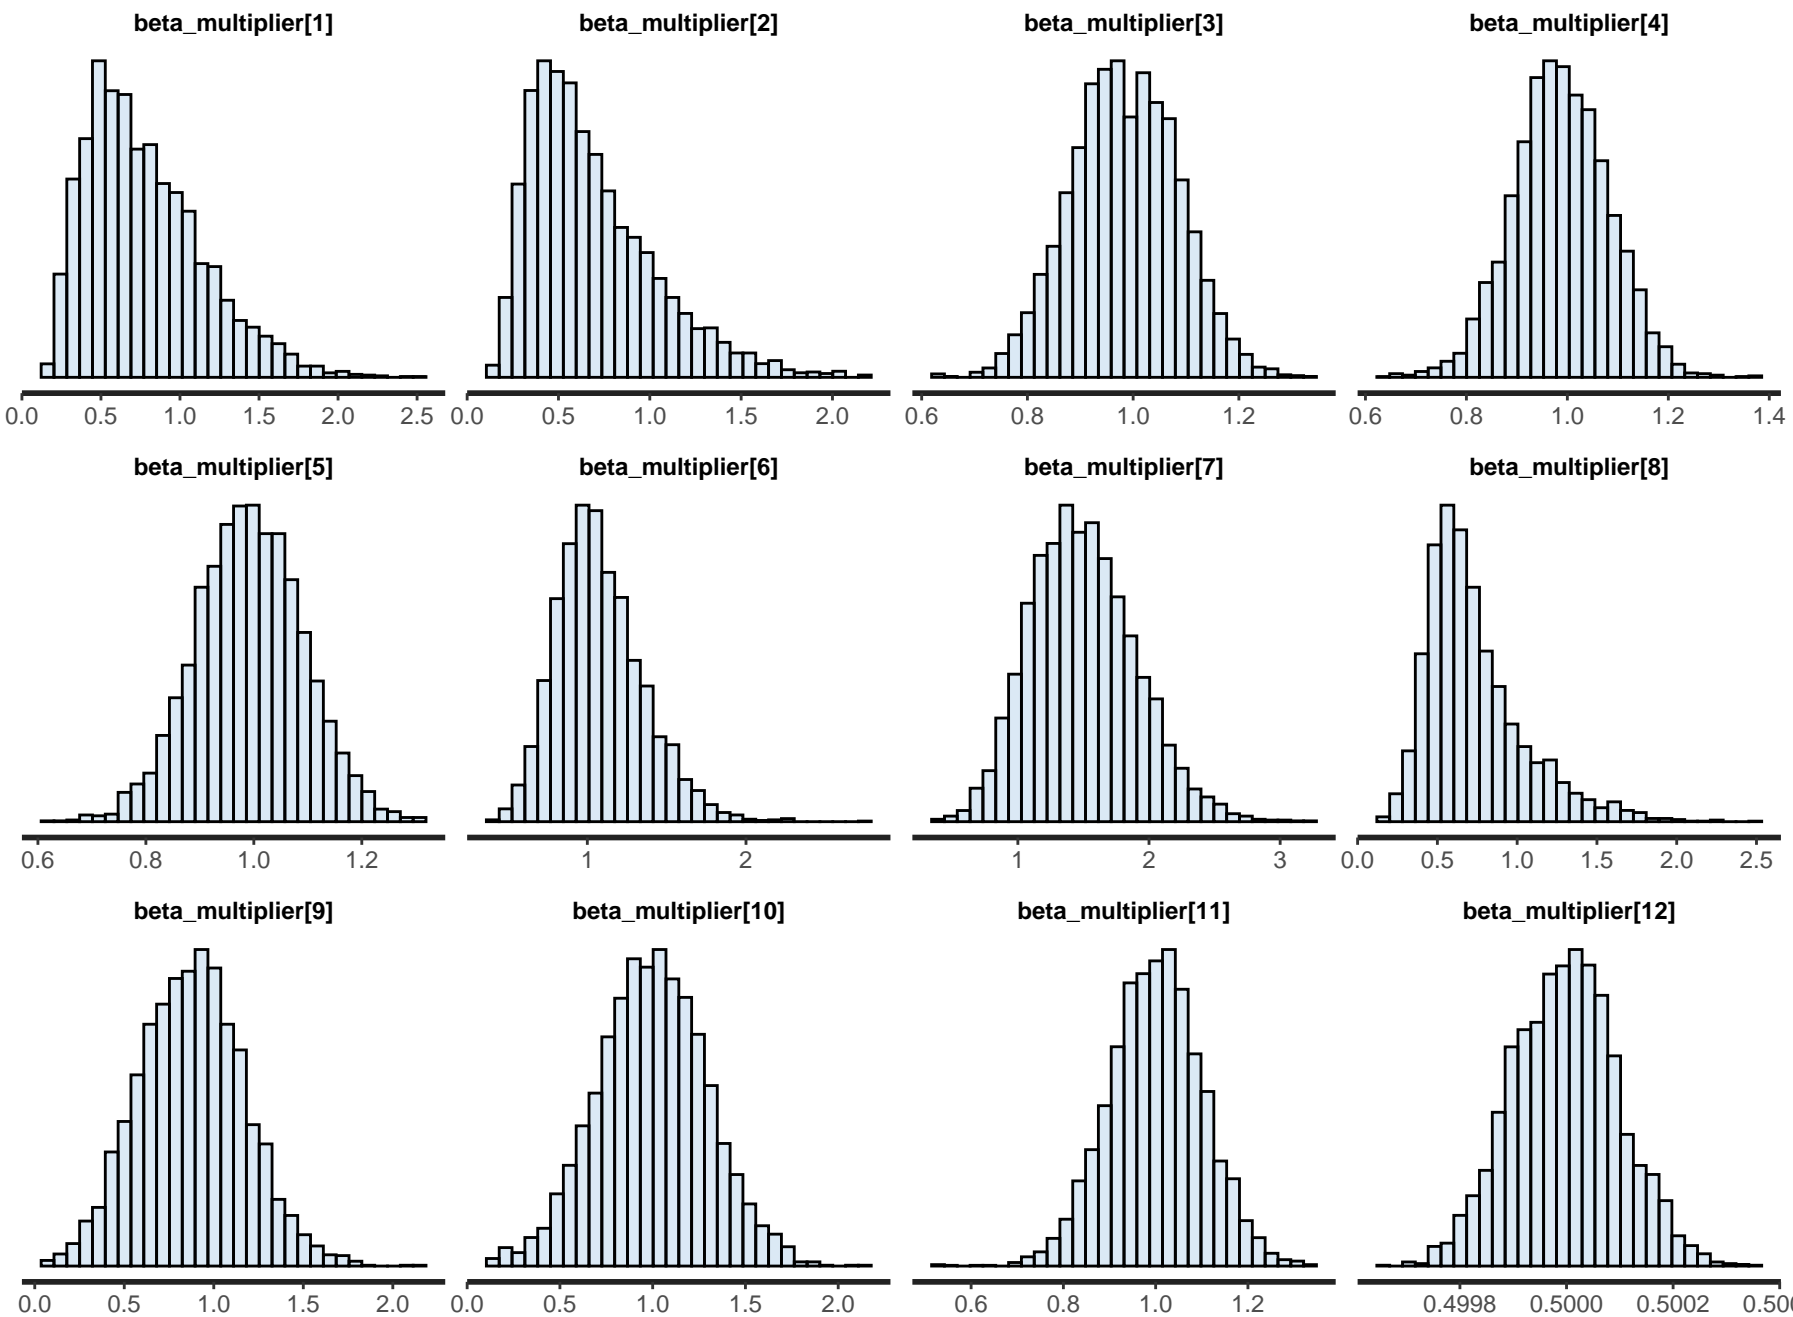 beta_multiplier[1] beta_multiplier[2] beta_multiplier[3] beta_multiplier[4]
0.0 0.5 1.0 1.5 2.0 2.5 0.0 0.5 1.0 1.5 2.0 0.6 0.8 1.0 1.2 0.6 0.8 1.0 1.2 1.4
beta_multiplier[5] beta_multiplier[6] beta_multiplier[7] beta_multiplier[8]
0.6 0.8 1.0 1.2 1 2 1 2 3 0.0 0.5 1.0 1.5 2.0 2.5
beta_multiplier[9] beta_multiplier[10] beta_multiplier[11] beta_multiplier[12]
0.0 0.5 1.0 1.5 2.0 0.0 0.5 1.0 1.5 2.0 0.6 0.8 1.0 1.2 0.4998 0.5000 0.5002